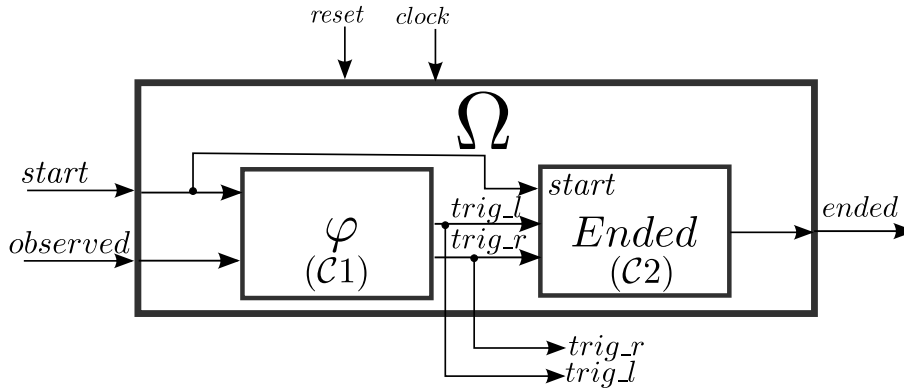 reset
clock
Ω
start
observed
start
trig_l
trig_r
φ
(C1)
Ended
(C2)
ended
trig_r
trig_l